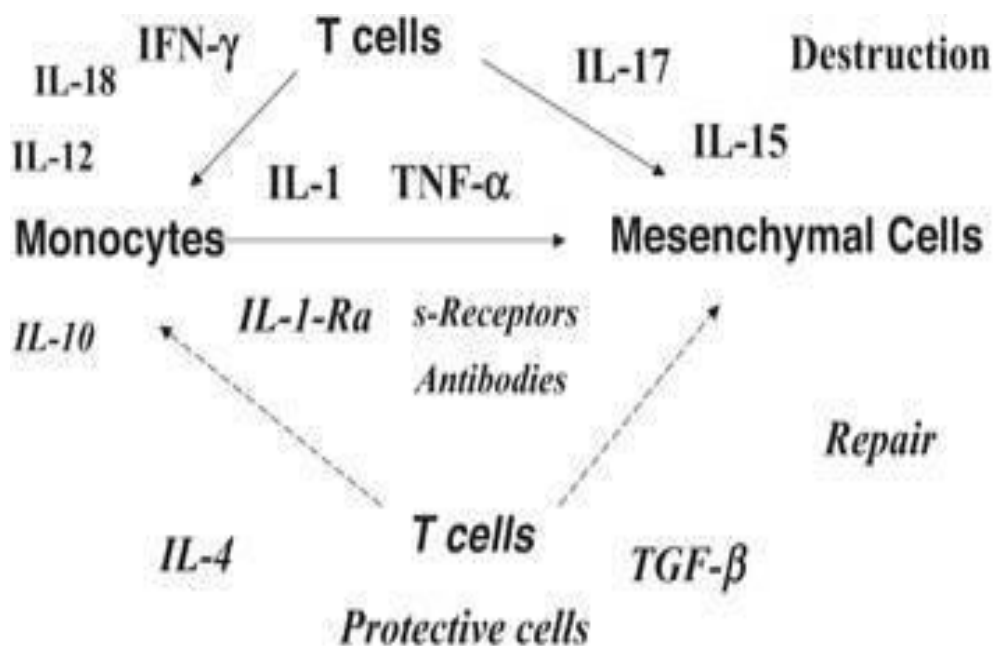 T cells
IFN-γ
IL-17
Destruction
IL-18
IL-12
IL-15
IL-1
TNF-α
Monocytes
Mesenchymal Cells
IL-10
IL-1-Ra
s-Receptors
Antibodies
Repair
T cells
IL-4
TGF-β
Protective cells